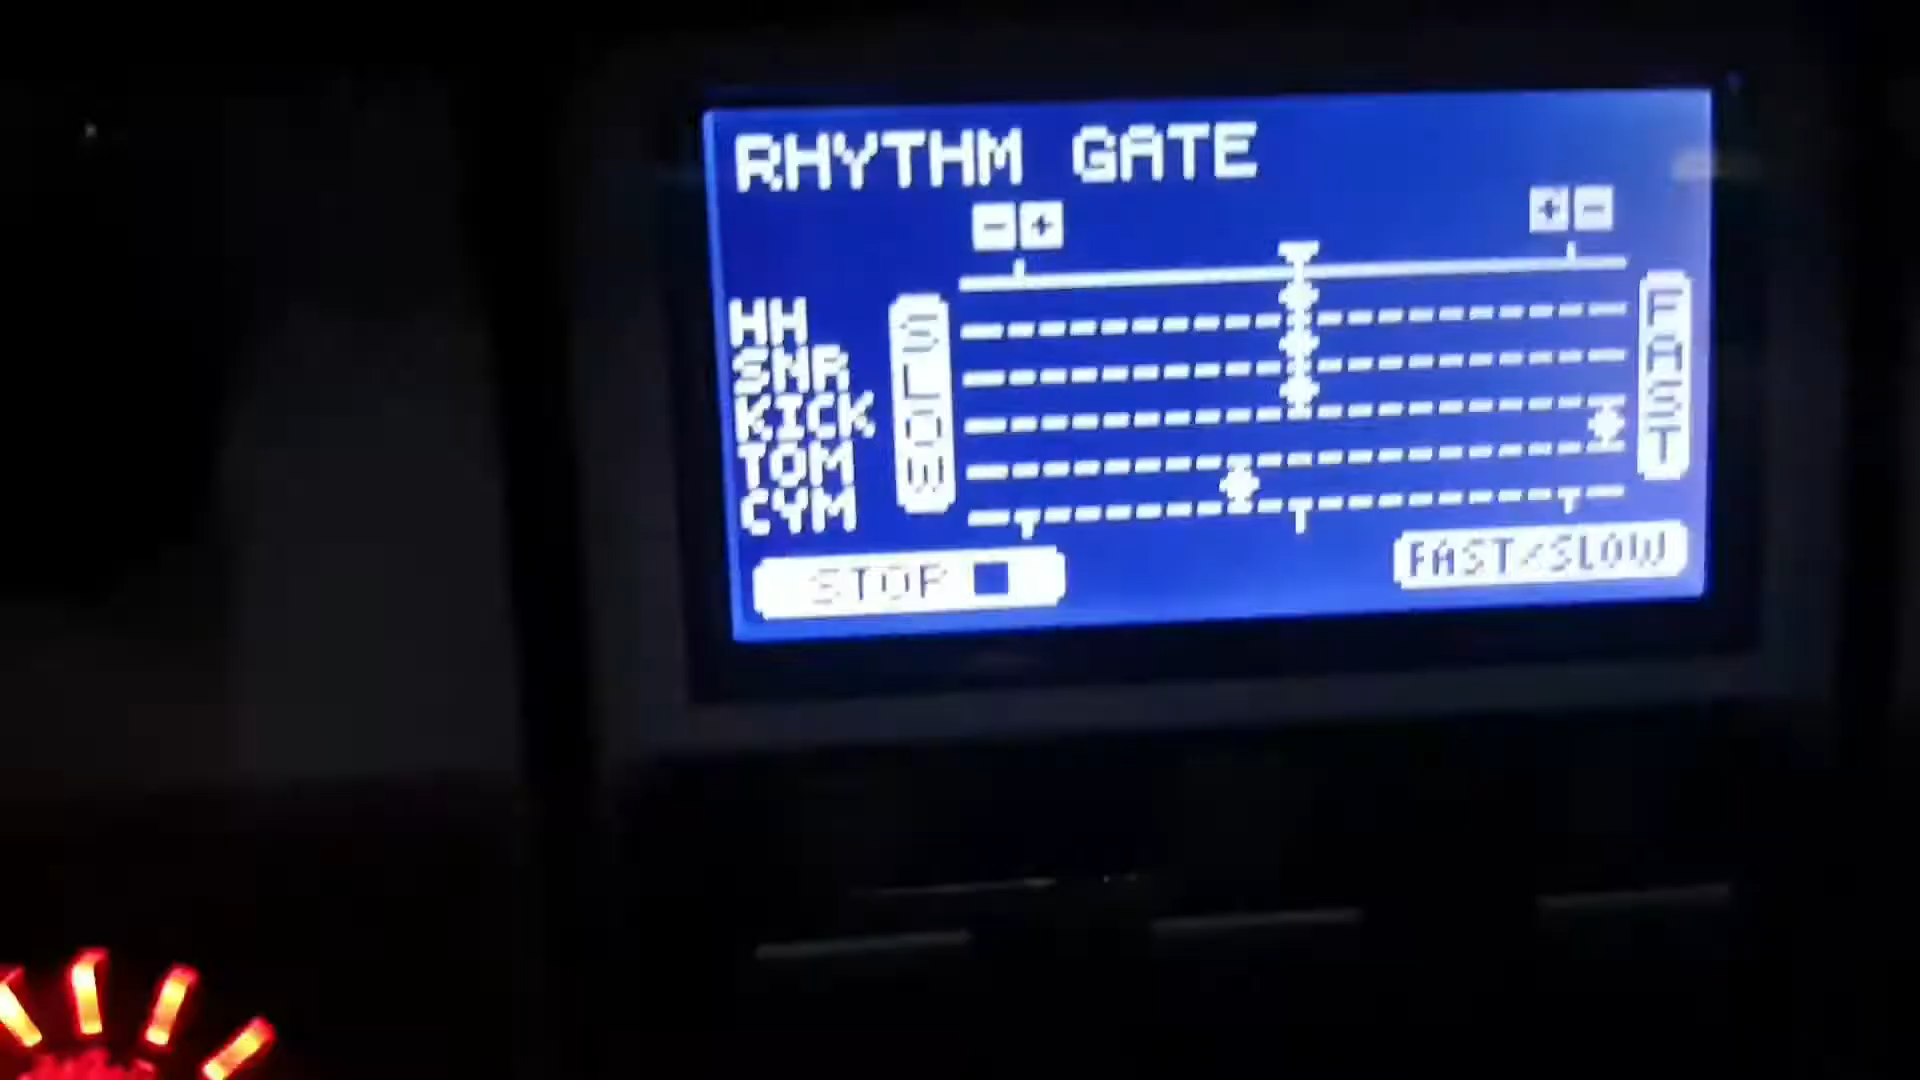 RHYTHM GATE
- + + -
HH
SNR
KICK
TOM
CYM
SLOW
FAST
STOP
FAST/SLOW